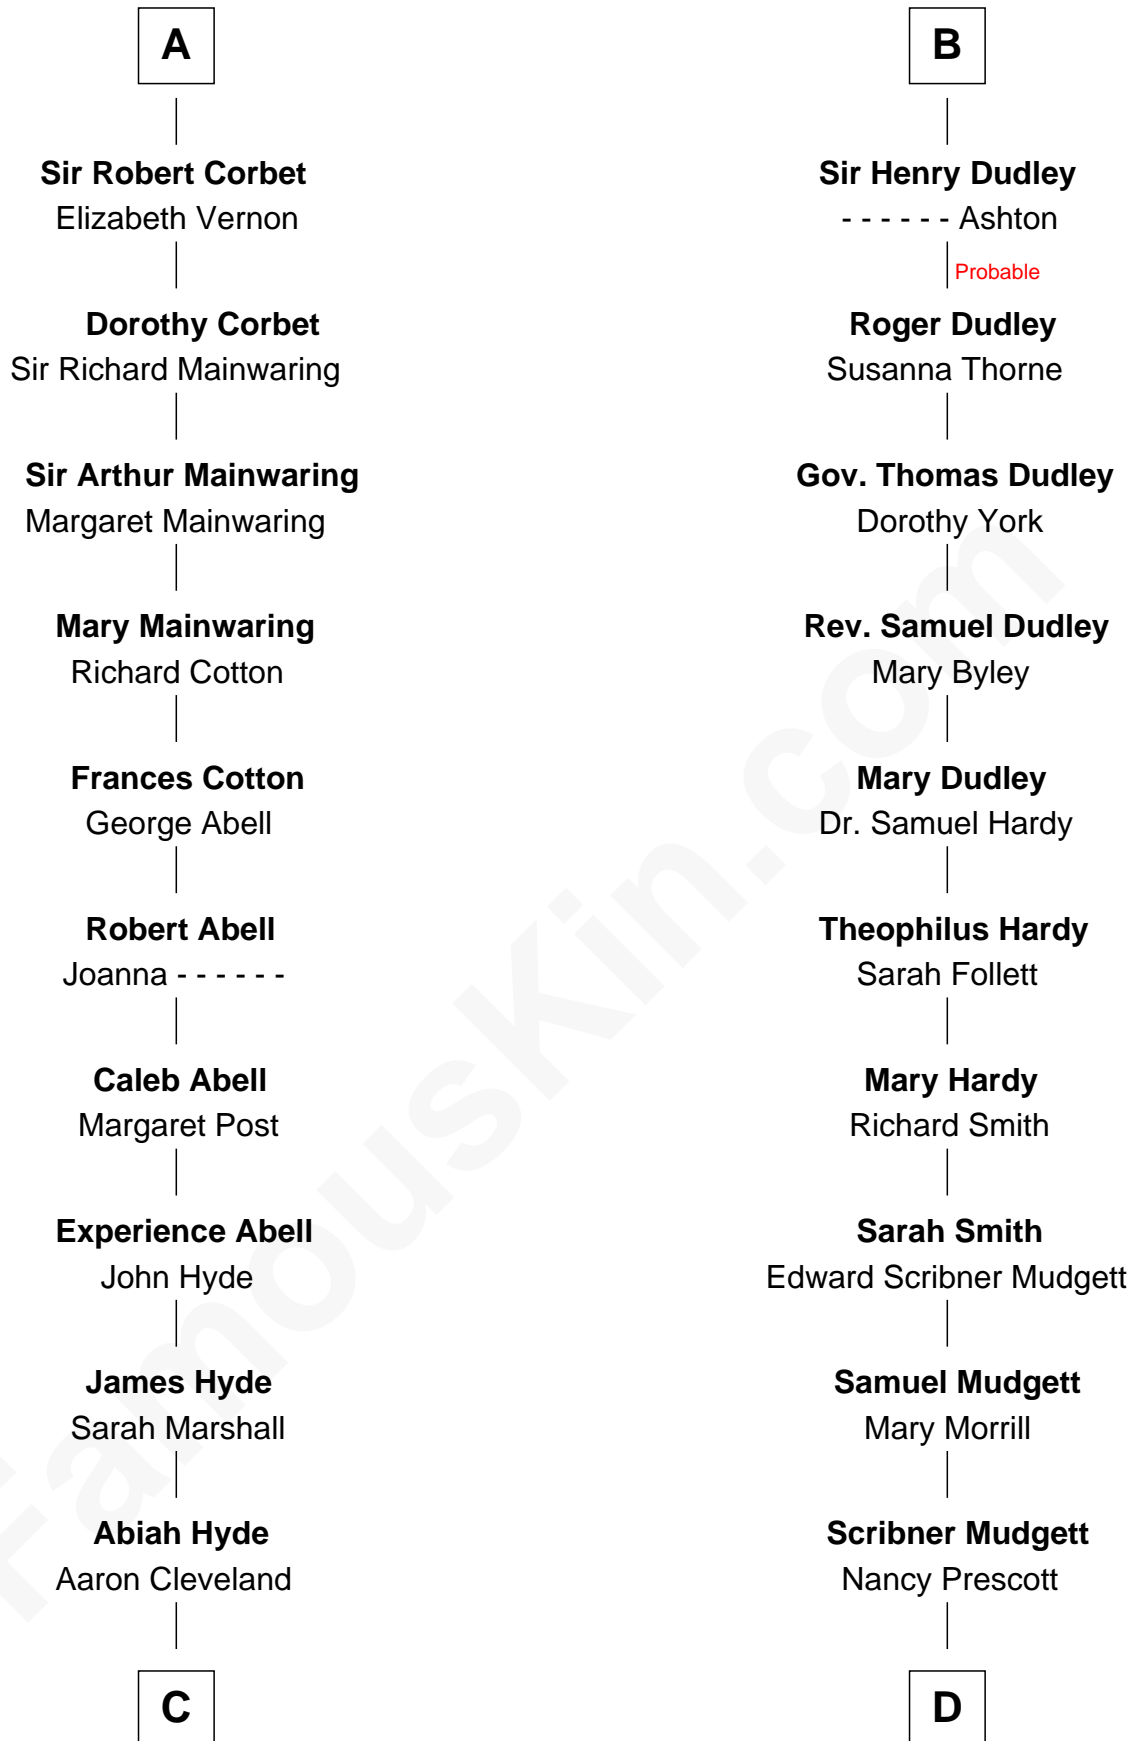 A
Sir Robert Corbet
Elizabeth Vernon
Dorothy Corbet
Sir Richard Mainwaring
Sir Arthur Mainwaring
Margaret Mainwaring
Mary Mainwaring
Richard Cotton
Frances Cotton
George Abell
Robert Abell
Joanna - - - - - -
Caleb Abell
Margaret Post
Experience Abell
John Hyde
James Hyde
Sarah Marshall
Abiah Hyde
Aaron Cleveland
C
B
Sir Henry Dudley
- - - - - - Ashton
Probable
Roger Dudley
Susanna Thorne
Gov. Thomas Dudley
Dorothy York
Rev. Samuel Dudley
Mary Byley
Mary Dudley
Dr. Samuel Hardy
Theophilus Hardy
Sarah Follett
Mary Hardy
Richard Smith
Sarah Smith
Edward Scribner Mudgett
Samuel Mudgett
Mary Morrill
Scribner Mudgett
Nancy Prescott
D
FamousKin.com